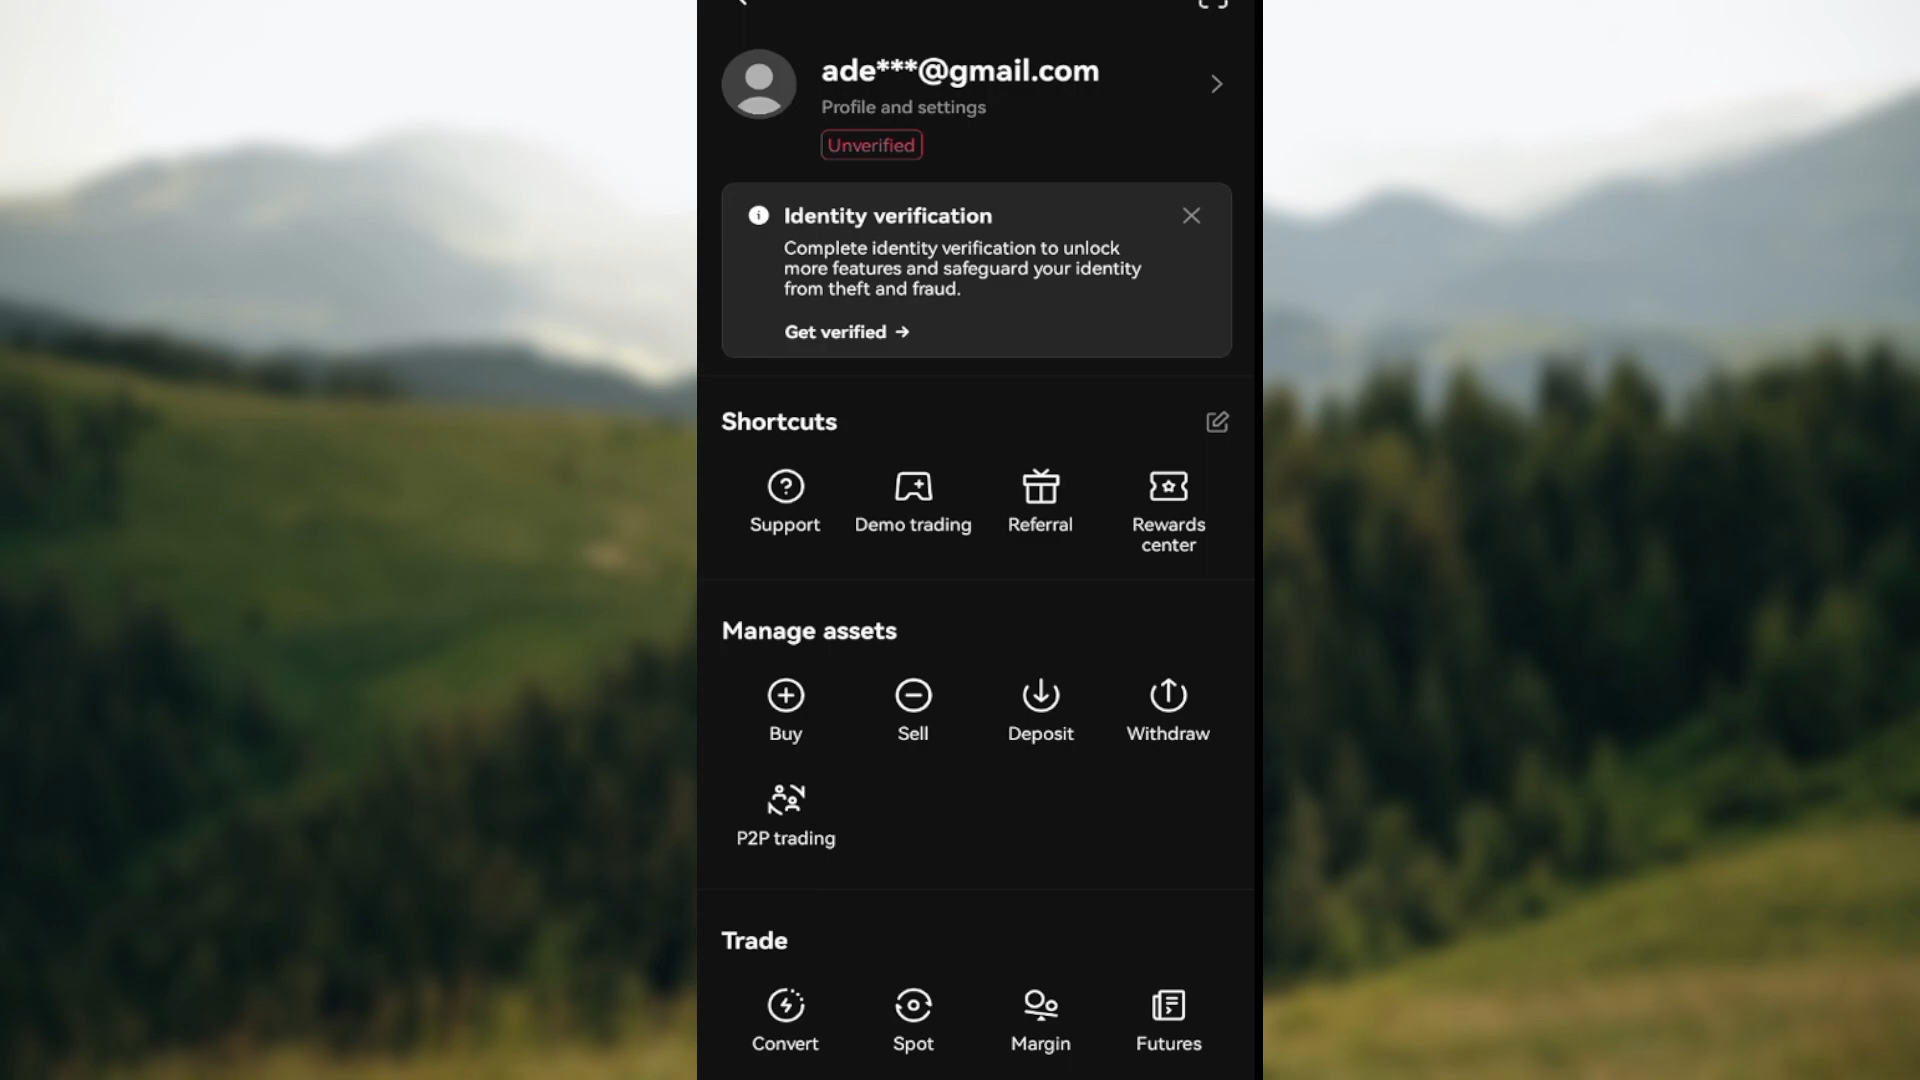 ade***@gmail.com
Profile and settings
Unverified
Identity verification
Complete identity verification to unlock
more features and safeguard your identity
from theft and fraud.
Get verified →
Shortcuts
Support
Demo trading
Referral
Rewards
center
Manage assets
Buy
Sell
Deposit
Withdraw
P2P trading
Trade
Convert
Spot
Margin
Futures